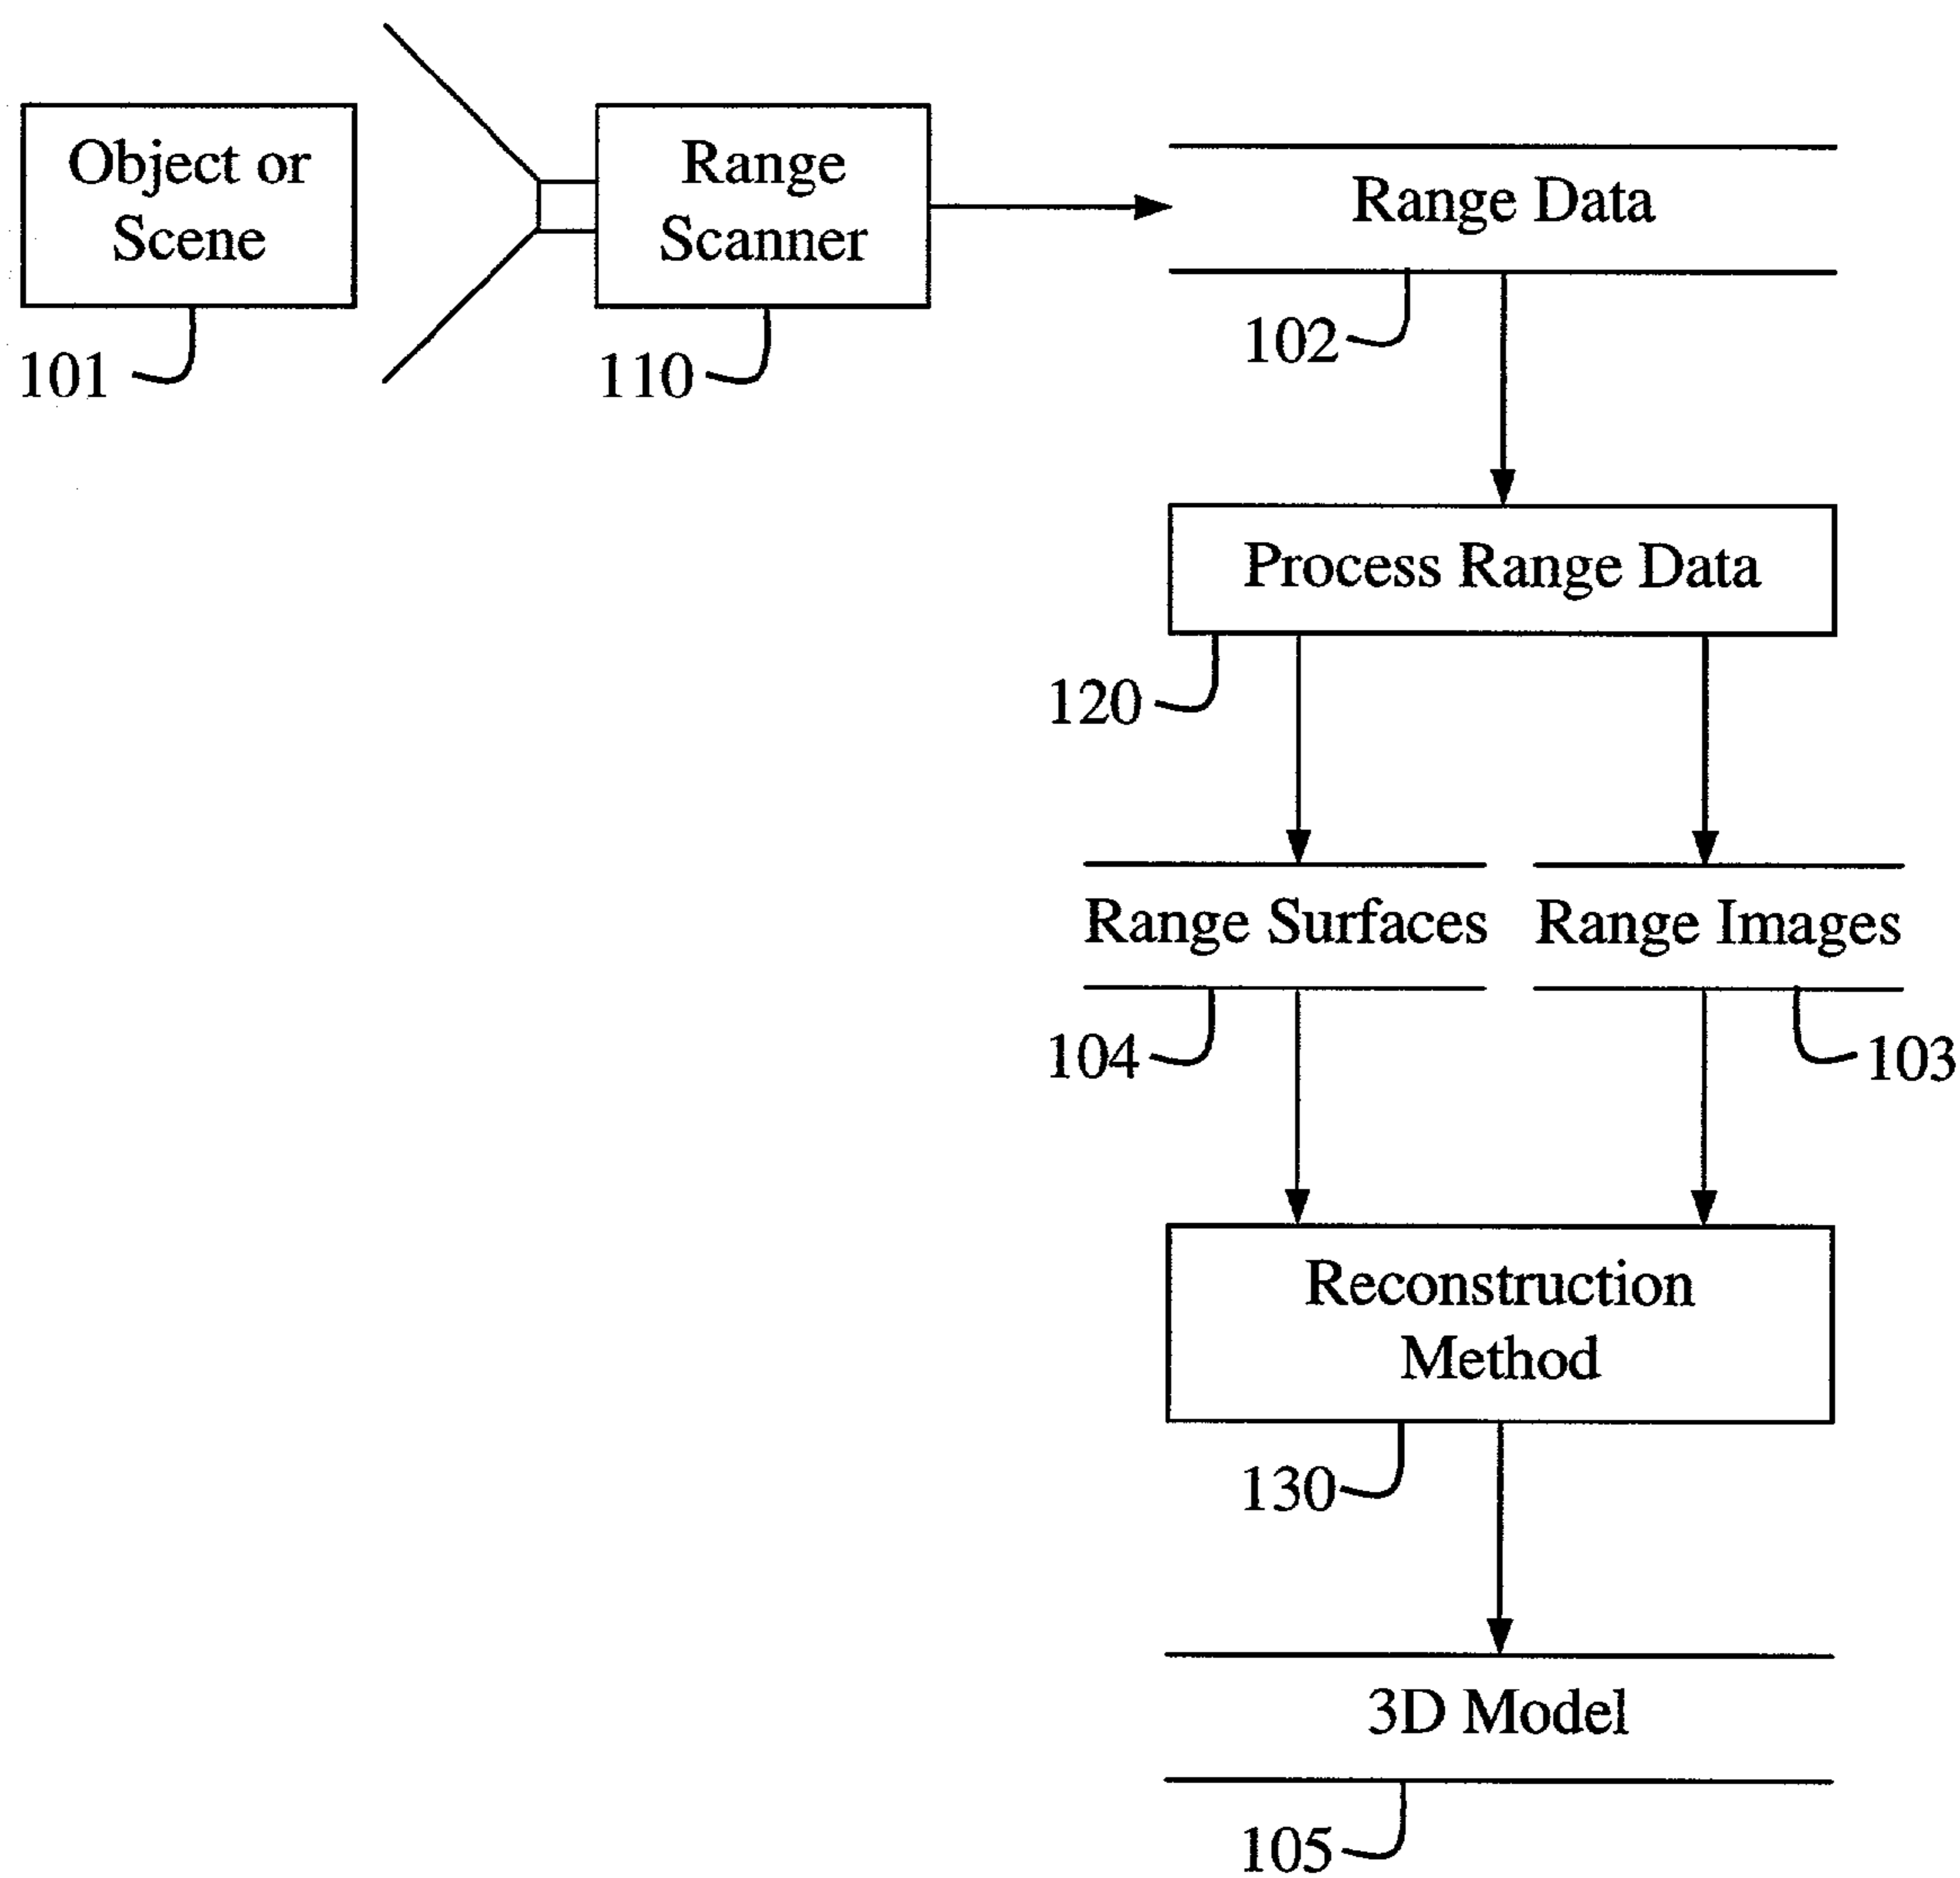 Object or
Scene
101
Range
Scanner
110
Range Data
102
Process Range Data
120
Range Surfaces
104
Range Images
103
Reconstruction
Method
130
3D Model
105